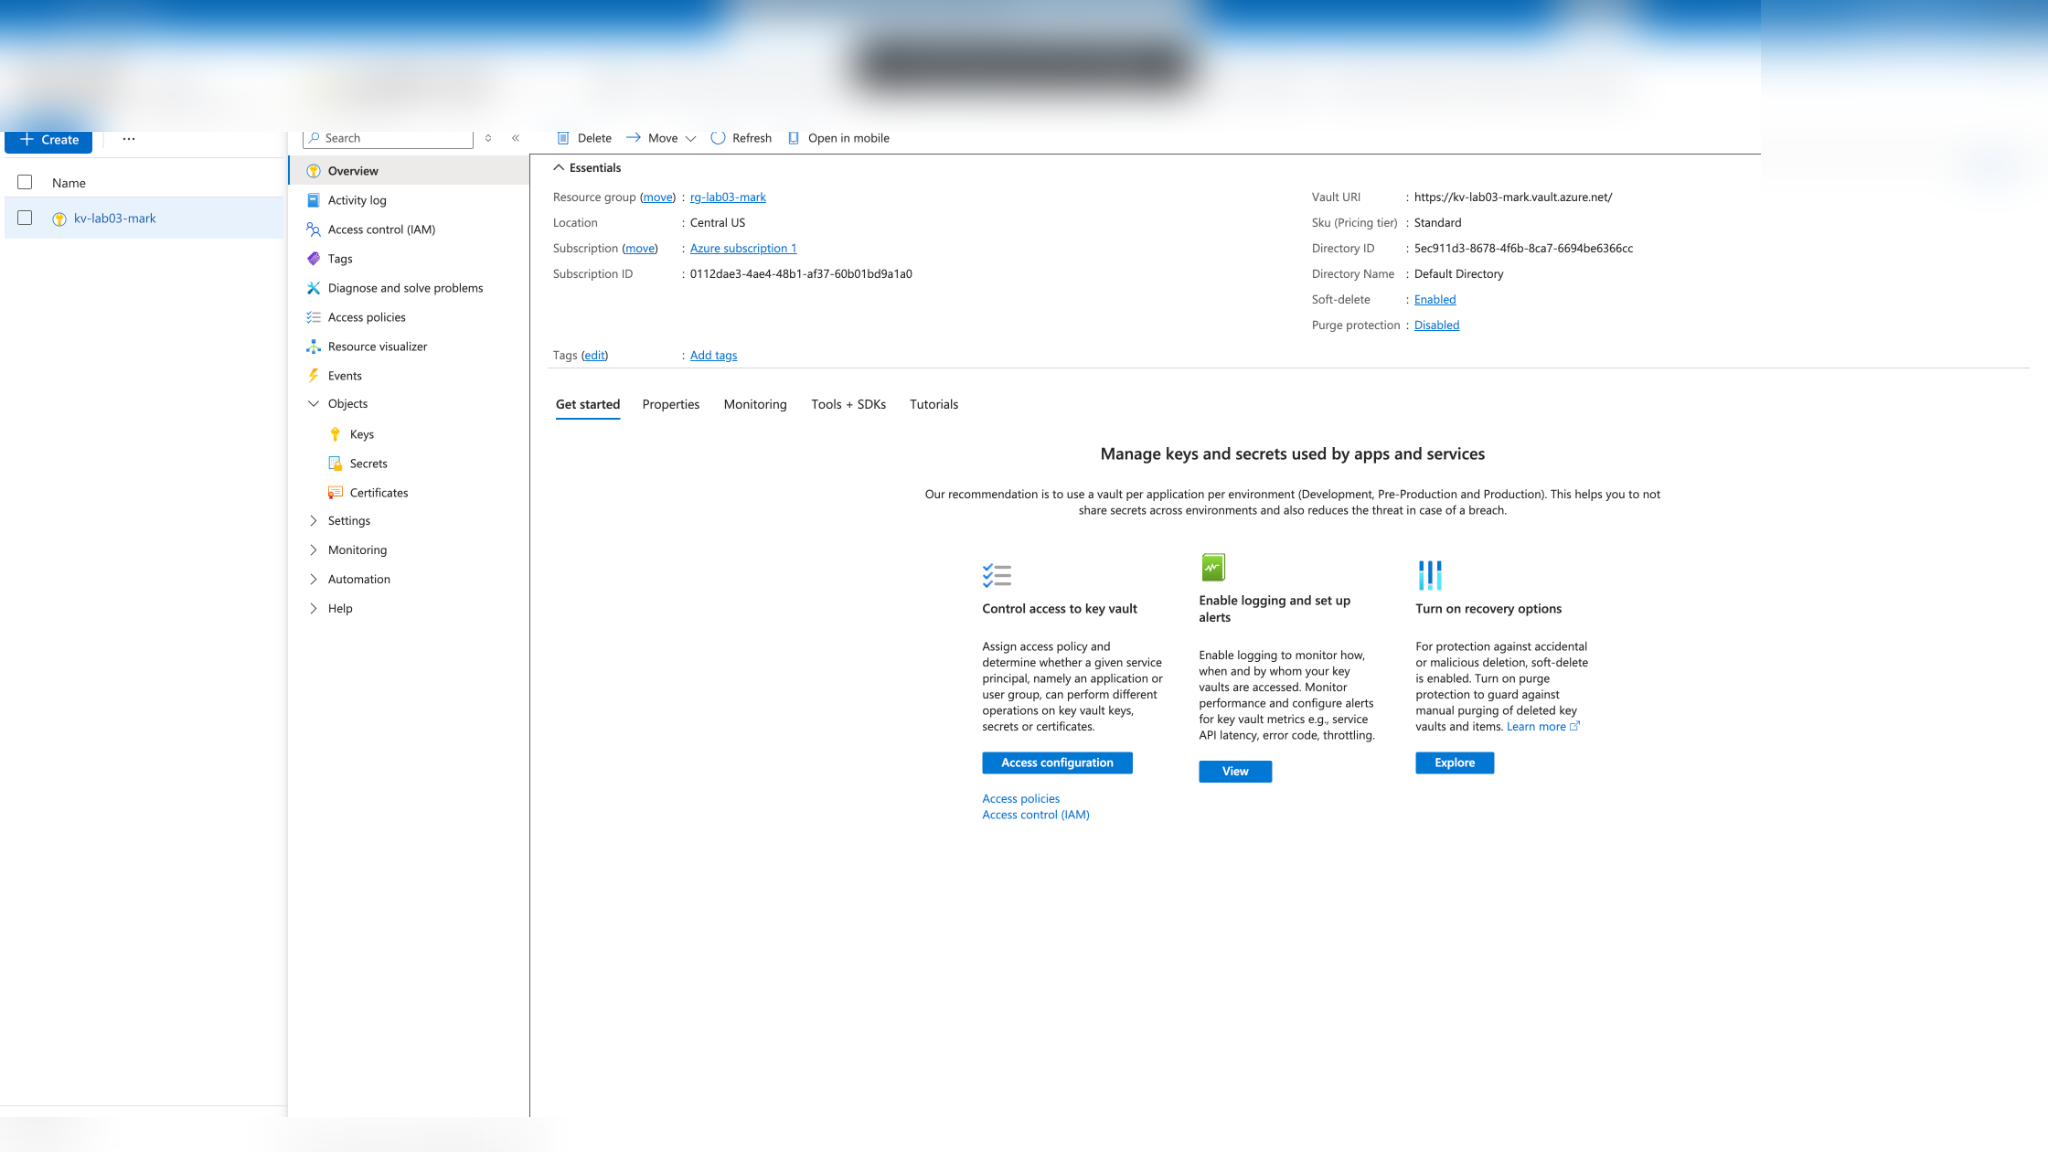 Create
...
Name
kv-lab03-mark
Search
Overview
Activity log
Access control (IAM)
Tags
Diagnose and solve problems
Access policies
Resource visualizer
Events
Objects
Keys
Secrets
Certificates
Settings
Monitoring
Automation
Help
Delete Move Refresh Open in mobile
Essentials
Resource group (move) : rg-lab03-mark
Location : Central US
Subscription (move) : Azure subscription 1
Subscription ID : 0112dae3-4ae4-48b1-af37-60b01bd9a1a0
Vault URI : https://kv-lab03-mark.vault.azure.net/
Sku (Pricing tier) : Standard
Directory ID : 5ec911d3-8678-4f6b-8ca7-6694be6366cc
Directory Name : Default Directory
Soft-delete : Enabled
Purge protection : Disabled
Tags (edit) : Add tags
Get started Properties Monitoring Tools + SDKs Tutorials
Manage keys and secrets used by apps and services
Our recommendation is to use a vault per application per environment (Development, Pre-Production and Production). This helps you to not
share secrets across environments and also reduces the threat in case of a breach.
Control access to key vault
Assign access policy and
determine whether a given service
principal, namely an application or
user group, can perform different
operations on key vault keys,
secrets or certificates.
Access configuration
Access policies
Access control (IAM)
Enable logging and set up
alerts
Enable logging to monitor how,
when and by whom your key
vaults are accessed. Monitor
performance and configure alerts
for key vault metrics e.g., service
API latency, error code, throttling.
View
Turn on recovery options
For protection against accidental
or malicious deletion, soft-delete
is enabled. Turn on purge
protection to guard against
manual purging of deleted key
vaults and items. Learn more
Explore